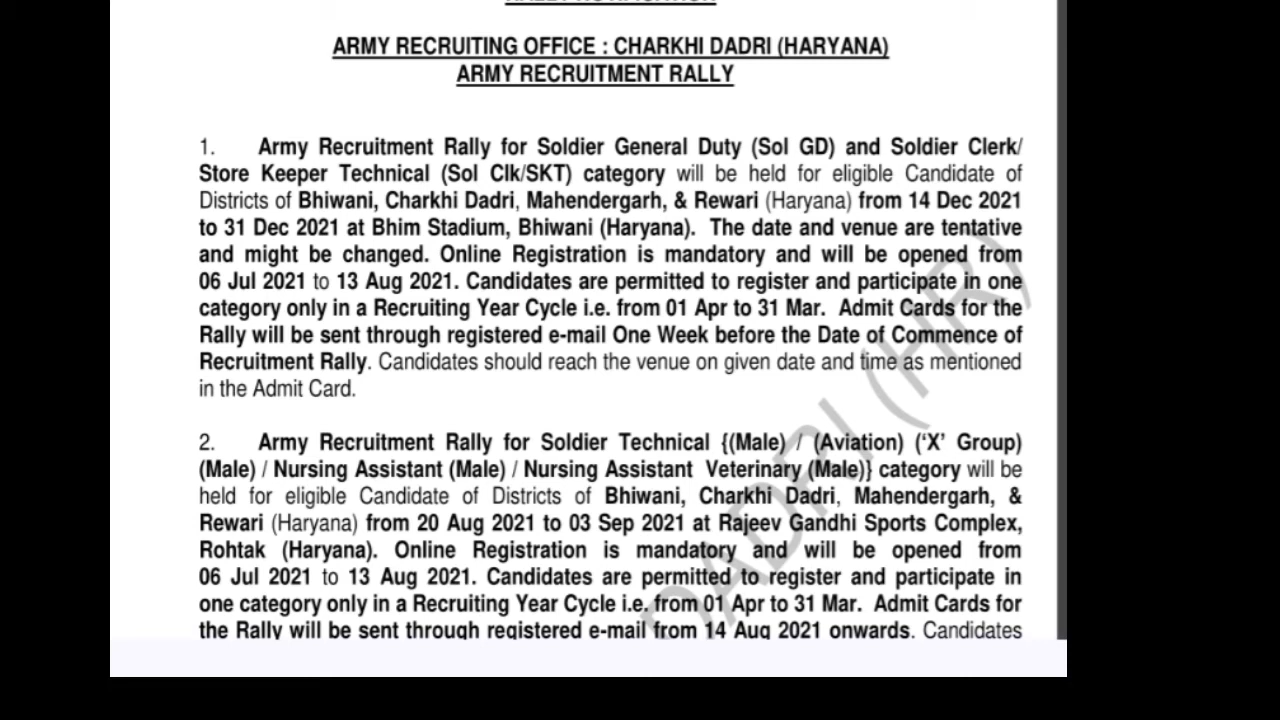 RALLY NOTIFICATION
ARMY RECRUITING OFFICE : CHARKHI DADRI (HARYANA)
ARMY RECRUITMENT RALLY
1. Army Recruitment Rally for Soldier General Duty (Sol GD) and Soldier Clerk/
Store Keeper Technical (Sol Clk/SKT) category will be held for eligible Candidate of
Districts of Bhiwani, Charkhi Dadri, Mahendergarh, & Rewari (Haryana) from 14 Dec 2021
to 31 Dec 2021 at Bhim Stadium, Bhiwani (Haryana). The date and venue are tentative
and might be changed. Online Registration is mandatory and will be opened from
06 Jul 2021 to 13 Aug 2021. Candidates are permitted to register and participate in one
category only in a Recruiting Year Cycle i.e. from 01 Apr to 31 Mar. Admit Cards for the
Rally will be sent through registered e-mail One Week before the Date of Commence of
Recruitment Rally. Candidates should reach the venue on given date and time as mentioned
in the Admit Card.
2. Army Recruitment Rally for Soldier Technical {(Male) / (Aviation) (‘X’ Group)
(Male) / Nursing Assistant (Male) / Nursing Assistant Veterinary (Male)} category will be
held for eligible Candidate of Districts of Bhiwani, Charkhi Dadri, Mahendergarh, &
Rewari (Haryana) from 20 Aug 2021 to 03 Sep 2021 at Rajeev Gandhi Sports Complex,
Rohtak (Haryana). Online Registration is mandatory and will be opened from
06 Jul 2021 to 13 Aug 2021. Candidates are permitted to register and participate in
one category only in a Recruiting Year Cycle i.e. from 01 Apr to 31 Mar. Admit Cards for
the Rally will be sent through registered e-mail from 14 Aug 2021 onwards. Candidates
DADRI (HR)